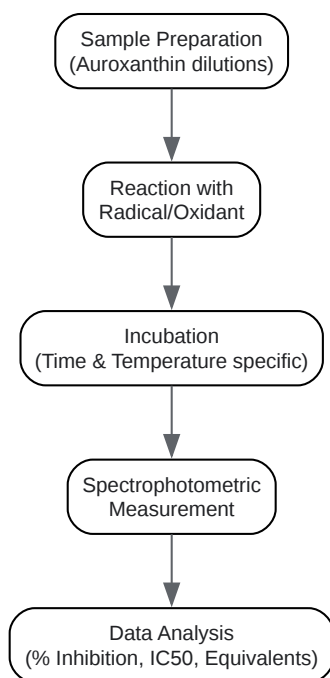 Sample Preparation
(Auroxanthin dilutions)
Reaction with
Radical/Oxidant
Incubation
(Time & Temperature specific)
Spectrophotometric
Measurement
Data Analysis
(% Inhibition, IC50, Equivalents)